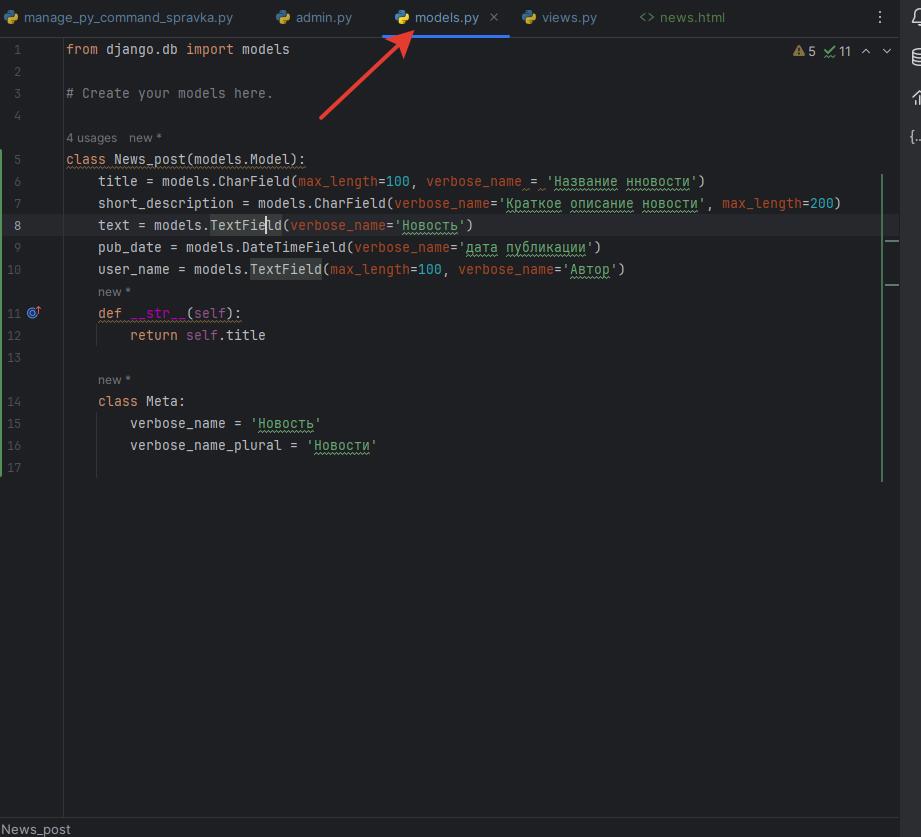 manage_py_command_spravka.py admin.py models.py views.py <> news.html
1 from django.db import models 5 11
2
3 # Create your models here.
4
4 usages new *
5 class News_post(models.Model):
6 title = models.CharField(max_length=100, verbose_name = 'Название нновости')
7 short_description = models.CharField(verbose_name='Краткое описание новости', max_length=200)
8 text = models.TextField(verbose_name='Новость')
9 pub_date = models.DateTimeField(verbose_name='дата публикации')
10 user_name = models.TextField(max_length=100, verbose_name='Автор')
new *
11 def __str__(self):
12 return self.title
13
new *
14 class Meta:
15 verbose_name = 'Новость'
16 verbose_name_plural = 'Новости'
17
News_post